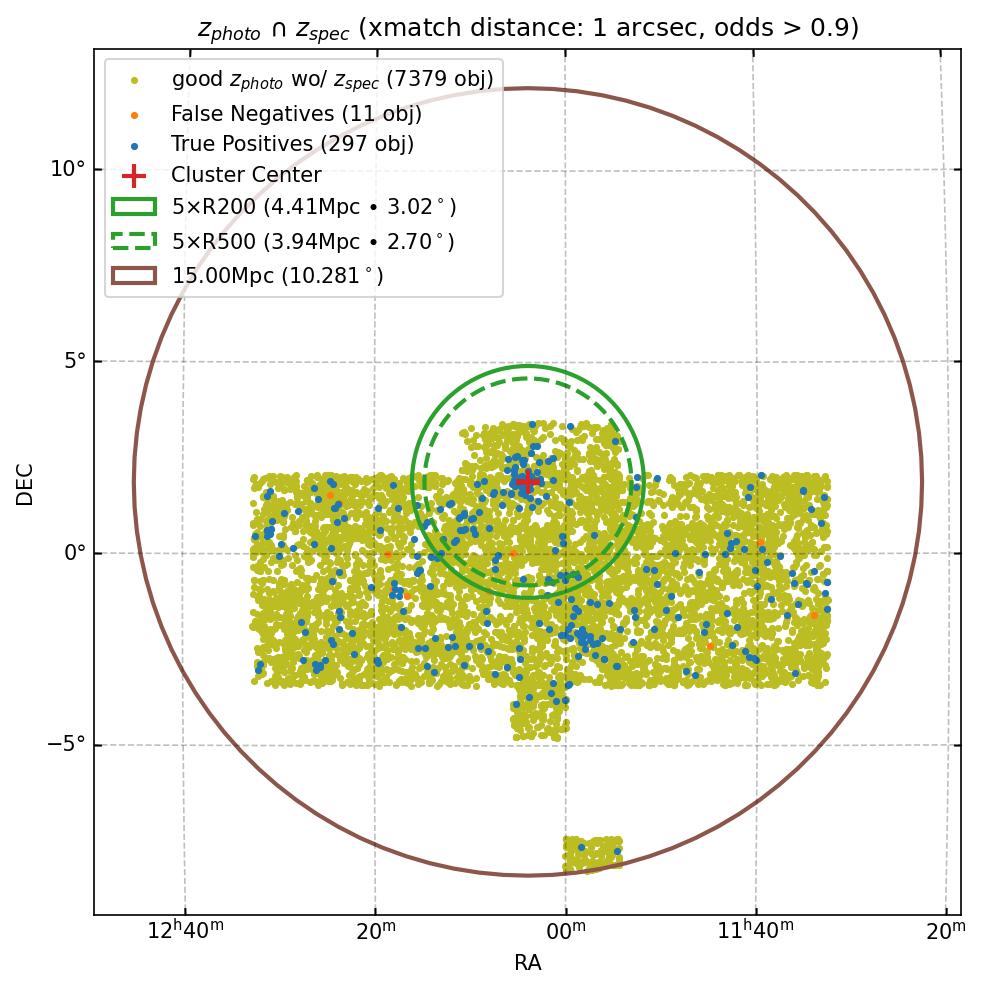 z_photo ∩ z_spec (xmatch distance: 1 arcsec, odds > 0.9)
good z_photo wo/ z_spec (7379 obj)
False Negatives (11 obj)
True Positives (297 obj)
Cluster Center
5×R200 (4.41Mpc • 3.02°)
5×R500 (3.94Mpc • 2.70°)
15.00Mpc (10.281°)
10°
5°
0°
−5°
DEC
12h40m 20m 00m 11h40m 20m
RA